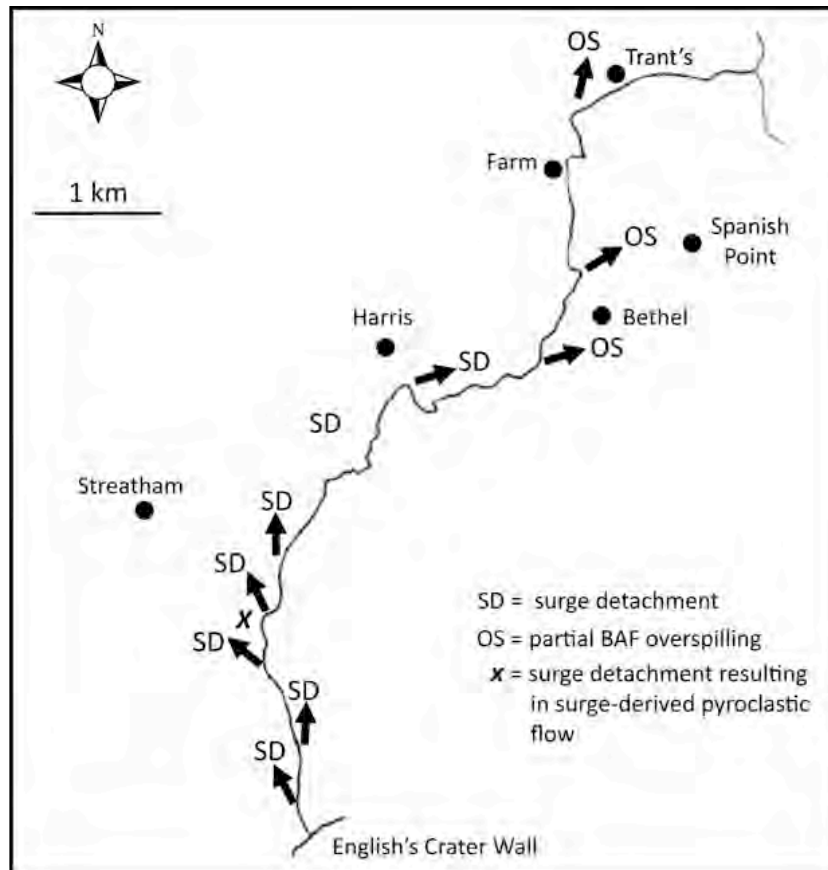 N
OS
Trant's
Farm
1 km
OS
Spanish
Point
Harris
Bethel
SD
OS
SD
Streatham
SD
SD
SD = surge detachment
x
OS = partial BAF overspilling
SD
x = surge detachment resulting
in surge-derived pyroclastic
flow
SD
SD
English's Crater Wall